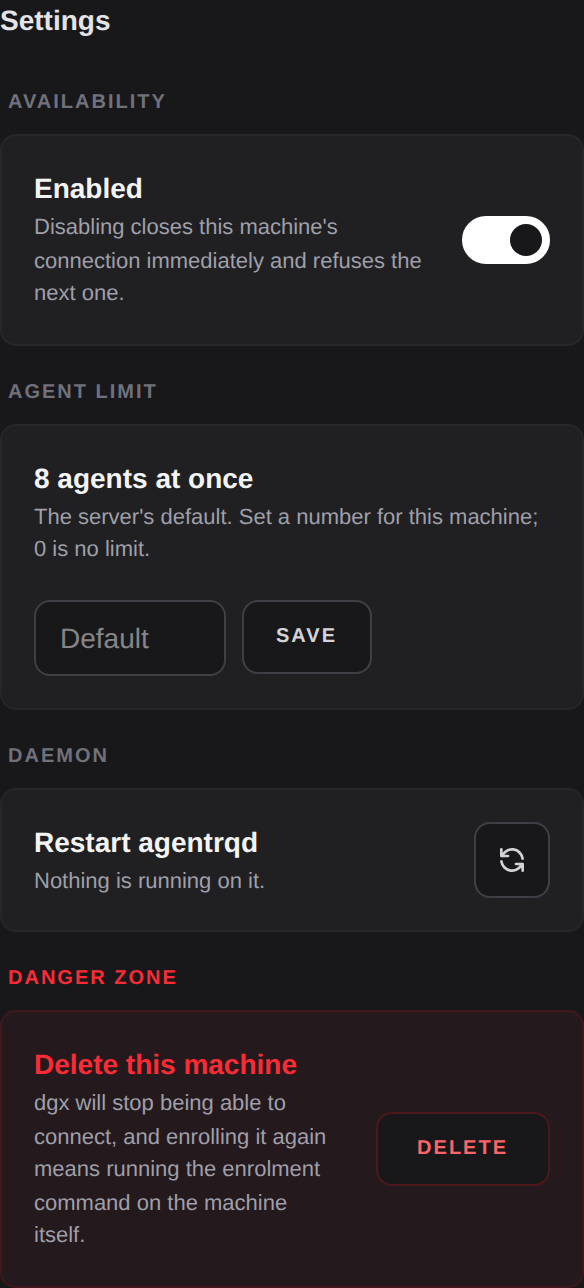 Settings
AVAILABILITY
Enabled
Disabling closes this machine's
connection immediately and refuses the
next one.
AGENT LIMIT
8 agents at once
The server's default. Set a number for this machine;
0 is no limit.
Default
SAVE
DAEMON
Restart agentrqd
Nothing is running on it.
DANGER ZONE
Delete this machine
dgx will stop being able to
connect, and enrolling it again
means running the enrolment
command on the machine
itself.
DELETE